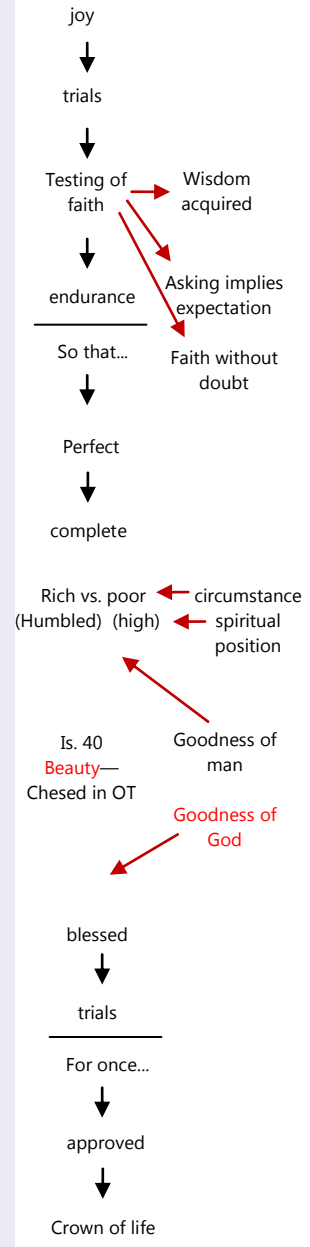 joy
trials
Testing of
faith
Wisdom
acquired
endurance
Asking implies
expectation
So that...
Faith without
doubt
Perfect
complete
Rich vs. poor
(Humbled) (high)
circumstance
spiritual
position
Is. 40
Beauty—
Chesed in OT
Goodness of
man
Goodness of
God
blessed
trials
For once...
approved
Crown of life